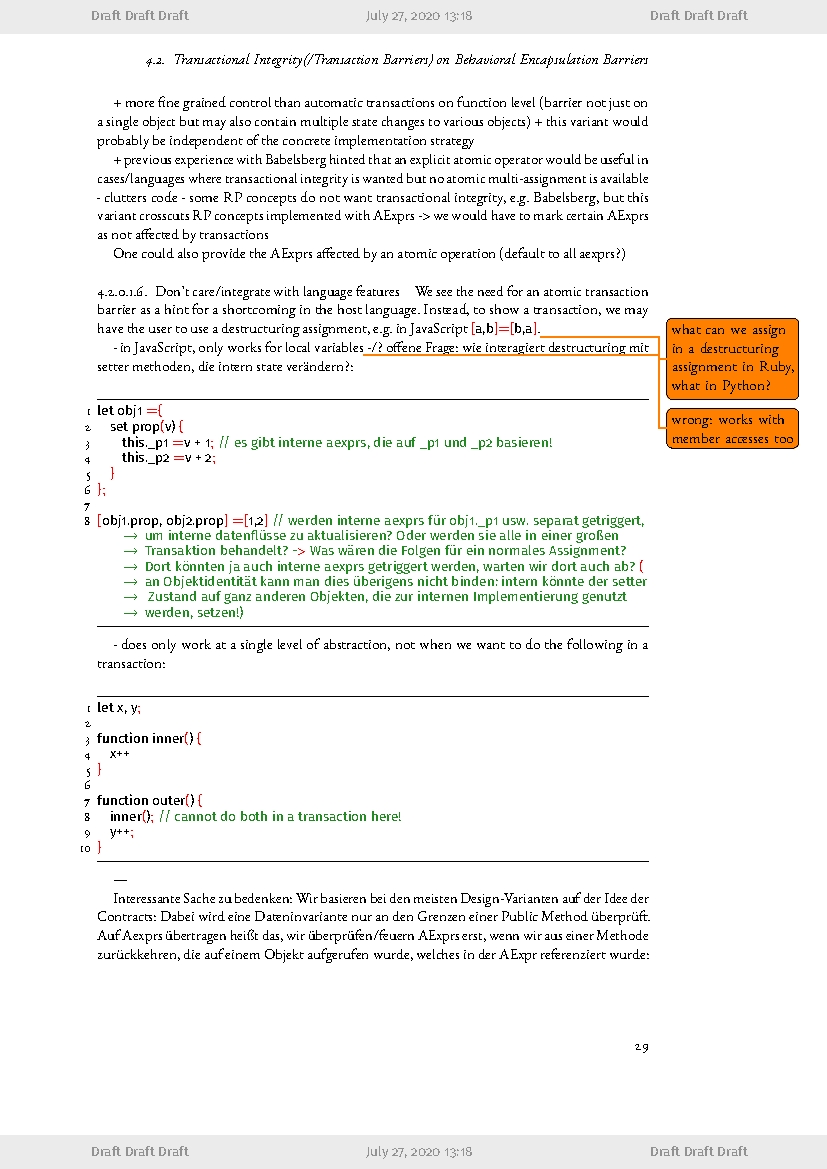 Draft Draft Draft July 27, 2020 13:18 Draft Draft Draft
4.2. Transactional Integrity(/Transaction Barriers) on Behavioral Encapsulation Barriers
+ more fine grained control than automatic transactions on function level (barrier not just on
a single object but may also contain multiple state changes to various objects) + this variant would
probably be independent of the concrete implementation strategy
+ previous experience with Babelsberg hinted that an explicit atomic operator would be useful in
cases/languages where transactional integrity is wanted but no atomic multi-assignment is available
- clutters code - some RP concepts do not want transactional integrity, e.g. Babelsberg, but this
variant crosscuts RP concepts implemented with AExprs -> we would have to mark certain AExprs
as not affected by transactions
One could also provide the AExprs affected by an atomic operation (default to all aexprs?)
4.2.0.1.6. Don't care/integrate with language features We see the need for an atomic transaction
barrier as a hint for a shortcoming in the host language. Instead, to show a transaction, we may
have the user to use a destructuring assignment, e.g. in JavaScript [a,b]=[b,a].
- in JavaScript, only works for local variables -/? offene Frage: wie interagiert destructuring mit
setter methoden, die intern state verändern?:
what can we assign
in a destructuring
assignment in Ruby,
what in Python?
wrong: works with
member accesses too
1 let obj1 ={
2 set prop(v) {
3 this._p1 =v + 1; // es gibt interne aexprs, die auf _p1 und _p2 basieren!
4 this._p2 =v + 2;
5 }
6 };
7
8 [obj1.prop, obj2.prop] =[1,2] // werden interne aexprs für obj1._p1 usw. separat getriggert,
→ um interne datenflüsse zu aktualisieren? Oder werden sie alle in einer großen
→ Transaktion behandelt? -> Was wären die Folgen für ein normales Assignment?
→ Dort könnten ja auch interne aexprs getriggert werden, warten wir dort auch ab? (
→ an Objektidentität kann man dies überigens nicht binden: intern könnte der setter
→ Zustand auf ganz anderen Objekten, die zur internen Implementierung genutzt
→ werden, setzen!)
- does only work at a single level of abstraction, not when we want to do the following in a
transaction:
1 let x, y;
2
3 function inner() {
4 x++
5 }
6
7 function outer() {
8 inner(); // cannot do both in a transaction here!
9 y++;
10 }
—
Interessante Sache zu bedenken: Wir basieren bei den meisten Design-Varianten auf der Idee der
Contracts: Dabei wird eine Dateninvariante nur an den Grenzen einer Public Method überprüft.
Auf Aexprs übertragen heißt das, wir überprüfen/feuern AExprs erst, wenn wir aus einer Methode
zurückkehren, die auf einem Objekt aufgerufen wurde, welches in der AExpr referenziert wurde:
29
Draft Draft Draft July 27, 2020 13:18 Draft Draft Draft